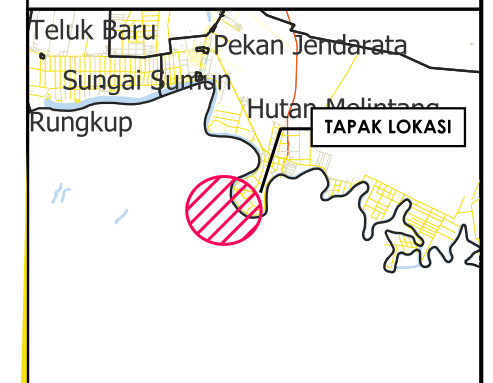 Teluk Baru
Pekan Jendarata
Sungai Sumun
Hutan Melintang
Rungkup
TAPAK LOKASI